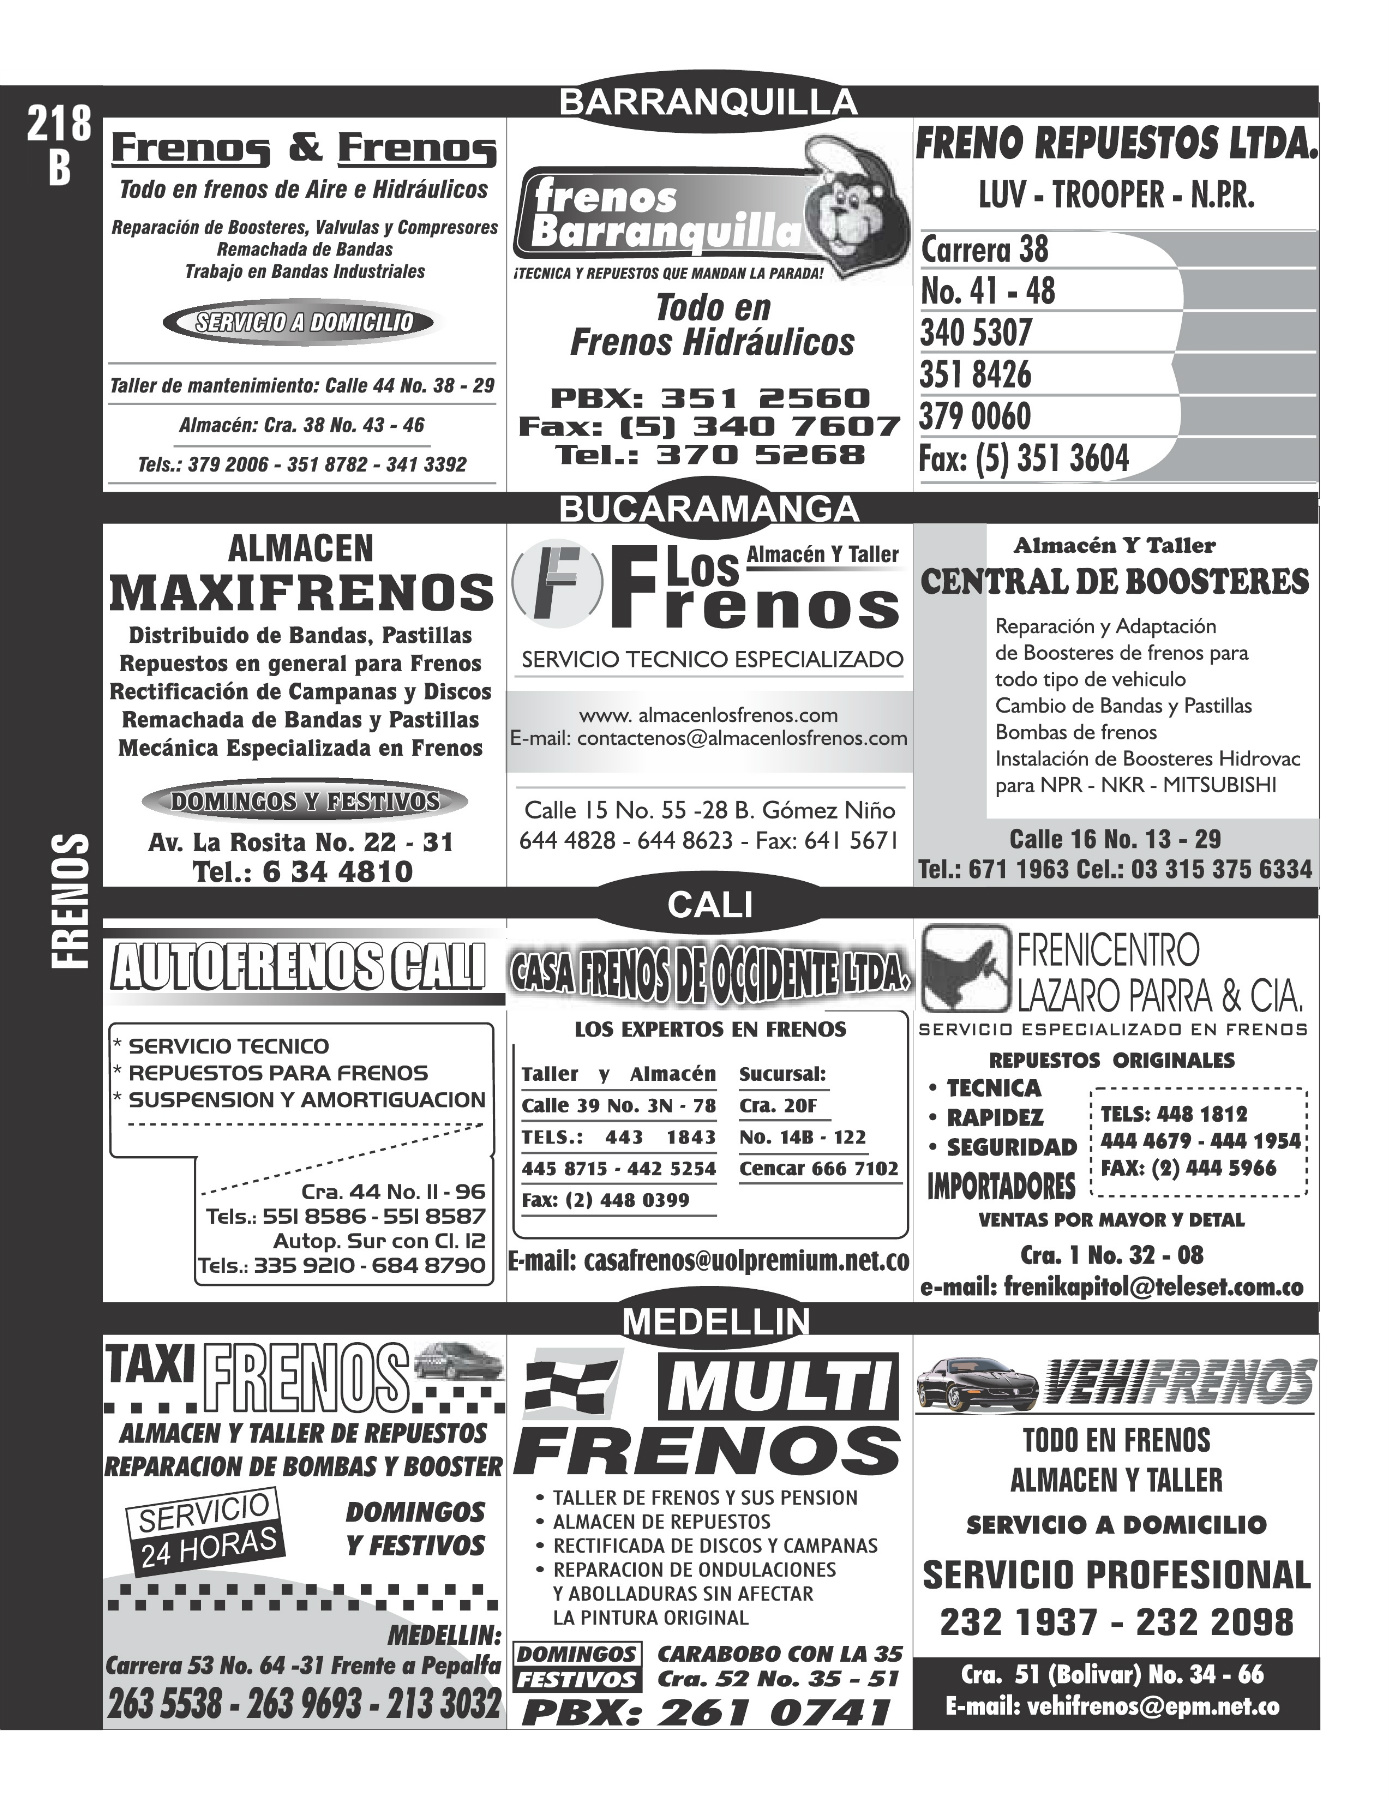 218
B
FRENOS
BARRANQUILLA
Frenos & Frenos
Todo en frenos de Aire e Hidráulicos
Reparación de Boosteres, Valvulas y Compresores
Remachada de Bandas
Trabajo en Bandas Industriales
SERVICIO A DOMICILIO
Taller de mantenimiento: Calle 44 No. 38 - 29
Almacén: Cra. 38 No. 43 - 46
Tels.: 379 2006 - 351 8782 - 341 3392
frenos
Barranquilla
¡TECNICA Y REPUESTOS QUE MANDAN LA PARADA!
Todo en
Frenos Hidráulicos
PBX: 351 2560
Fax: (5) 340 7607
Tel.: 370 5268
FRENO REPUESTOS LTDA.
LUV - TROOPER - N.P.R.
Carrera 38
No. 41 - 48
340 5307
351 8426
379 0060
Fax: (5) 351 3604
BUCARAMANGA
ALMACEN
MAXIFRENOS
Distribuido de Bandas, Pastillas
Repuestos en general para Frenos
Rectificación de Campanas y Discos
Remachada de Bandas y Pastillas
Mecánica Especializada en Frenos
DOMINGOS Y FESTIVOS
Av. La Rosita No. 22 - 31
Tel.: 6 34 4810
F
Los Frenos
Almacén Y Taller
SERVICIO TECNICO ESPECIALIZADO
www. almacenlosfrenos.com
E-mail: contactenos@almacenlosfrenos.com
Calle 15 No. 55 -28 B. Gómez Niño
644 4828 - 644 8623 - Fax: 641 5671
Almacén Y Taller
CENTRAL DE BOOSTERES
Reparación y Adaptación
de Boosteres de frenos para
todo tipo de vehiculo
Cambio de Bandas y Pastillas
Bombas de frenos
Instalación de Boosteres Hidrovac
para NPR - NKR - MITSUBISHI
Calle 16 No. 13 - 29
Tel.: 671 1963 Cel.: 03 315 375 6334
CALI
AUTOFRENOS CALI
* SERVICIO TECNICO
* REPUESTOS PARA FRENOS
* SUSPENSION Y AMORTIGUACION
Cra. 44 No. 11 - 96
Tels.: 551 8586 - 551 8587
Autop. Sur con Cl. 12
Tels.: 335 9210 - 684 8790
CASA FRENOS DE OCCIDENTE LTDA.
LOS EXPERTOS EN FRENOS
Taller y Almacén
Calle 39 No. 3N - 78
TELS.: 443 1843
445 8715 - 442 5254
Fax: (2) 448 0399
Sucursal:
Cra. 20F
No. 14B - 122
Cencar 666 7102
E-mail: casafrenos@uolpremium.net.co
FRENICENTRO
LAZARO PARRA & CIA.
SERVICIO ESPECIALIZADO EN FRENOS
REPUESTOS ORIGINALES
• TECNICA
• RAPIDEZ
• SEGURIDAD
IMPORTADORES
TELS: 448 1812
444 4679 - 444 1954
FAX: (2) 444 5966
VENTAS POR MAYOR Y DETAL
Cra. 1 No. 32 - 08
e-mail: frenikapitol@teleset.com.co
MEDELLIN
TAXI FRENOS
ALMACEN Y TALLER DE REPUESTOS
REPARACION DE BOMBAS Y BOOSTER
SERVICIO
24 HORAS
DOMINGOS
Y FESTIVOS
MEDELLIN:
Carrera 53 No. 64 -31 Frente a Pepalfa
263 5538 - 263 9693 - 213 3032
MULTI
FRENOS
• TALLER DE FRENOS Y SUS PENSION
• ALMACEN DE REPUESTOS
• RECTIFICADA DE DISCOS Y CAMPANAS
• REPARACION DE ONDULACIONES
Y ABOLLADURAS SIN AFECTAR
LA PINTURA ORIGINAL
DOMINGOS
FESTIVOS
CARABOBO CON LA 35
Cra. 52 No. 35 - 51
PBX: 261 0741
VEHIFRENOS
TODO EN FRENOS
ALMACEN Y TALLER
SERVICIO A DOMICILIO
SERVICIO PROFESIONAL
232 1937 - 232 2098
Cra. 51 (Bolivar) No. 34 - 66
E-mail: vehifrenos@epm.net.co